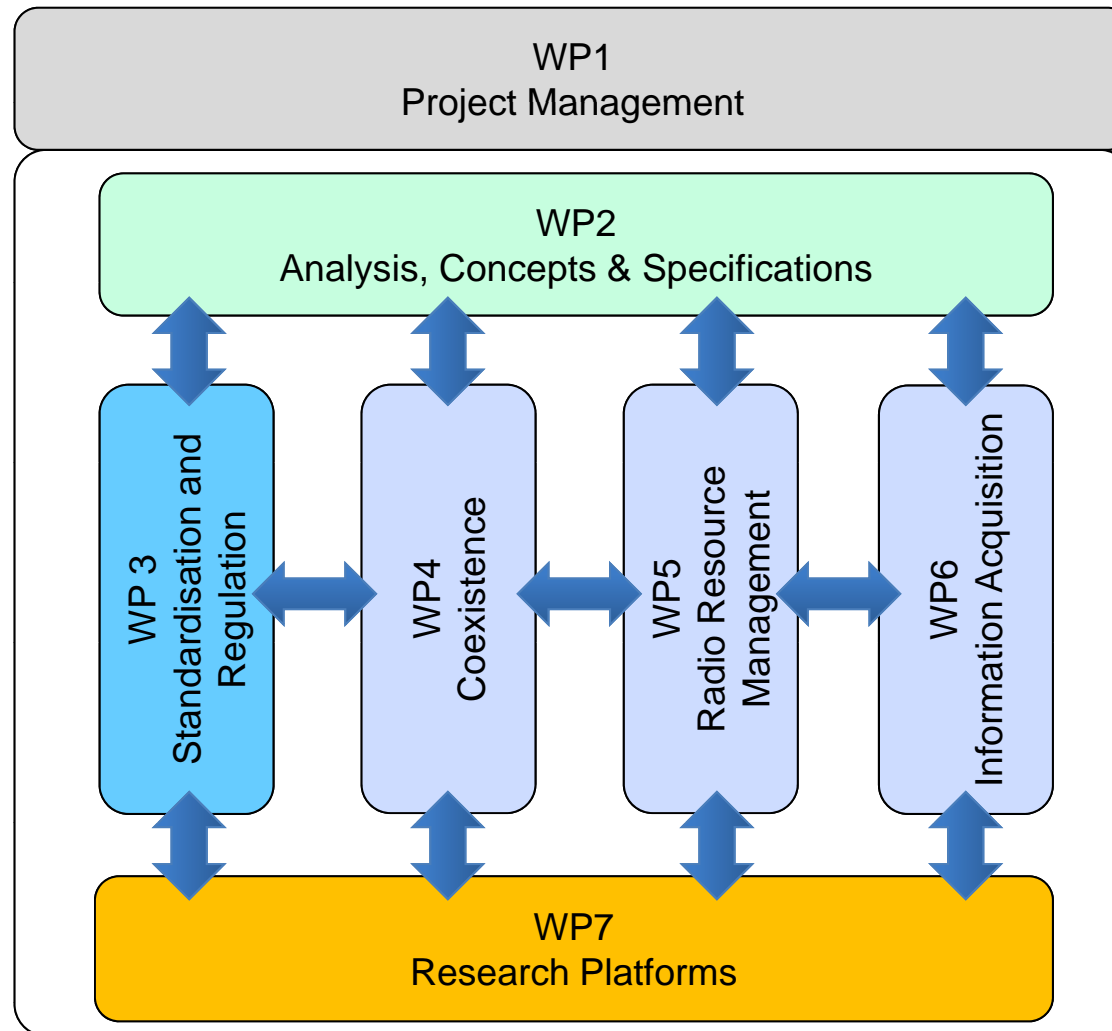 WP1
Project Management
WP2
Analysis, Concepts & Specifications
WP 3
Standardisation and
Regulation
WP4
Coexistence
WP5
Radio Resource
Management
WP6
Information Acquisition
WP7
Research Platforms